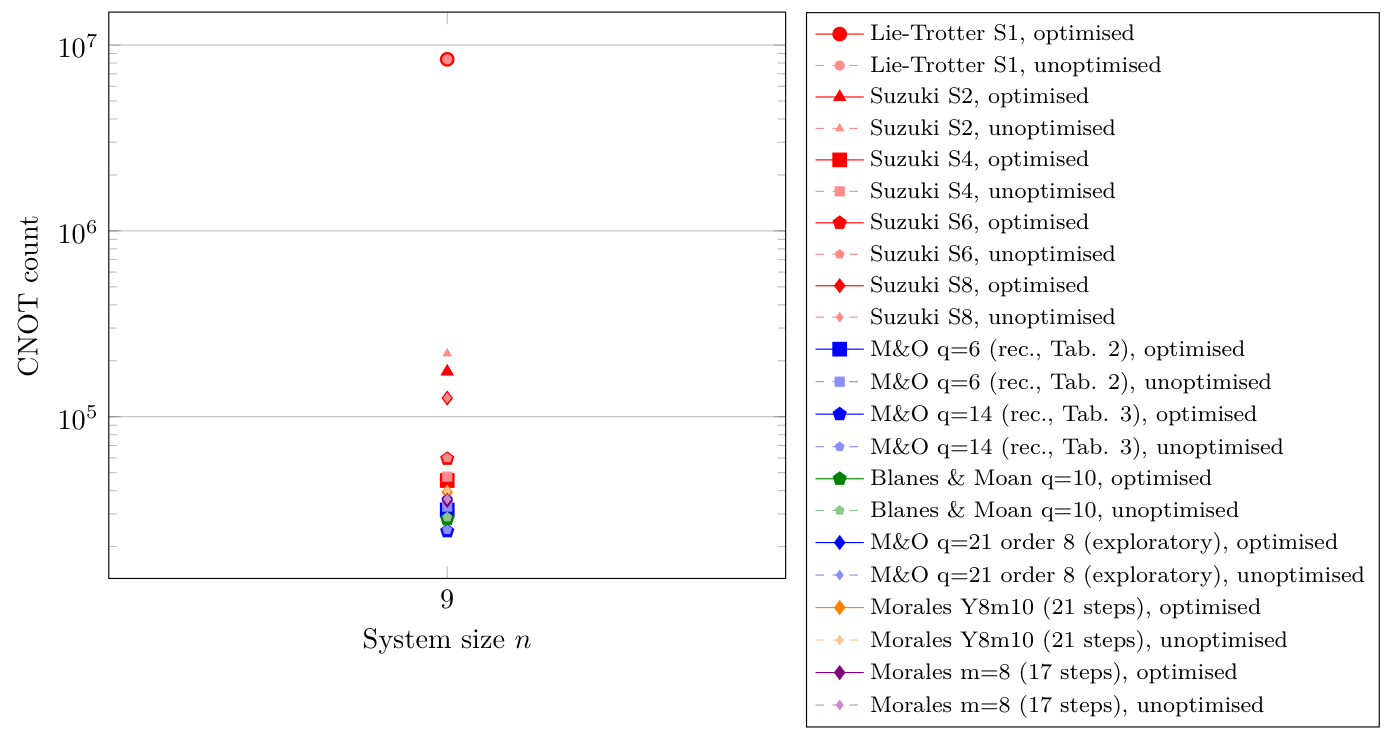 10^7
10^6
10^5
CNOT count
9
System size n
Lie-Trotter S1, optimised
Lie-Trotter S1, unoptimised
Suzuki S2, optimised
Suzuki S2, unoptimised
Suzuki S4, optimised
Suzuki S4, unoptimised
Suzuki S6, optimised
Suzuki S6, unoptimised
Suzuki S8, optimised
Suzuki S8, unoptimised
M&O q=6 (rec., Tab. 2), optimised
M&O q=6 (rec., Tab. 2), unoptimised
M&O q=14 (rec., Tab. 3), optimised
M&O q=14 (rec., Tab. 3), unoptimised
Blanes & Moan q=10, optimised
Blanes & Moan q=10, unoptimised
M&O q=21 order 8 (exploratory), optimised
M&O q=21 order 8 (exploratory), unoptimised
Morales Y8m10 (21 steps), optimised
Morales Y8m10 (21 steps), unoptimised
Morales m=8 (17 steps), optimised
Morales m=8 (17 steps), unoptimised